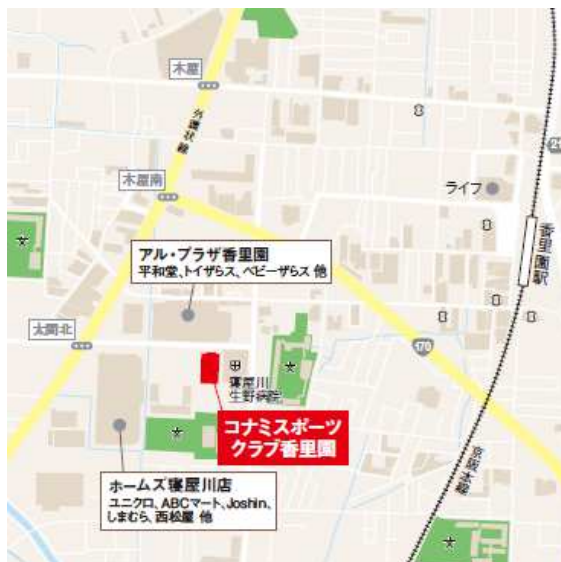 木屋
外環状線
21
木屋南
ライフ
香里園駅
アル・プラザ香里園
平和堂、トイザらス、ベビーザらス 他
太間北
170
寝屋川
生野病院
コナミスポーツ
クラブ香里園
京阪本線
ホームズ寝屋川店
ユニクロ、ABCマート、Joshin、
しまむら、西松屋 他